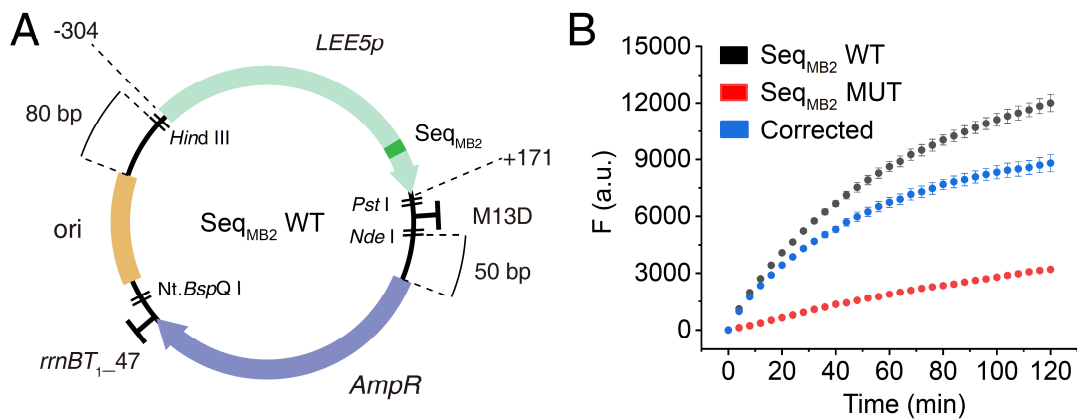 A
-304
LEE5p
80 bp
Hind III
SeqMB2
+171
Pst I
M13D
Nde I
SeqMB2 WT
ori
50 bp
Nt.BspQ I
rrnBT1_47
AmpR
B
15000
12000
9000
6000
3000
0
F (a.u.)
SeqMB2 WT
SeqMB2 MUT
Corrected
0 20 40 60 80 100 120
Time (min)